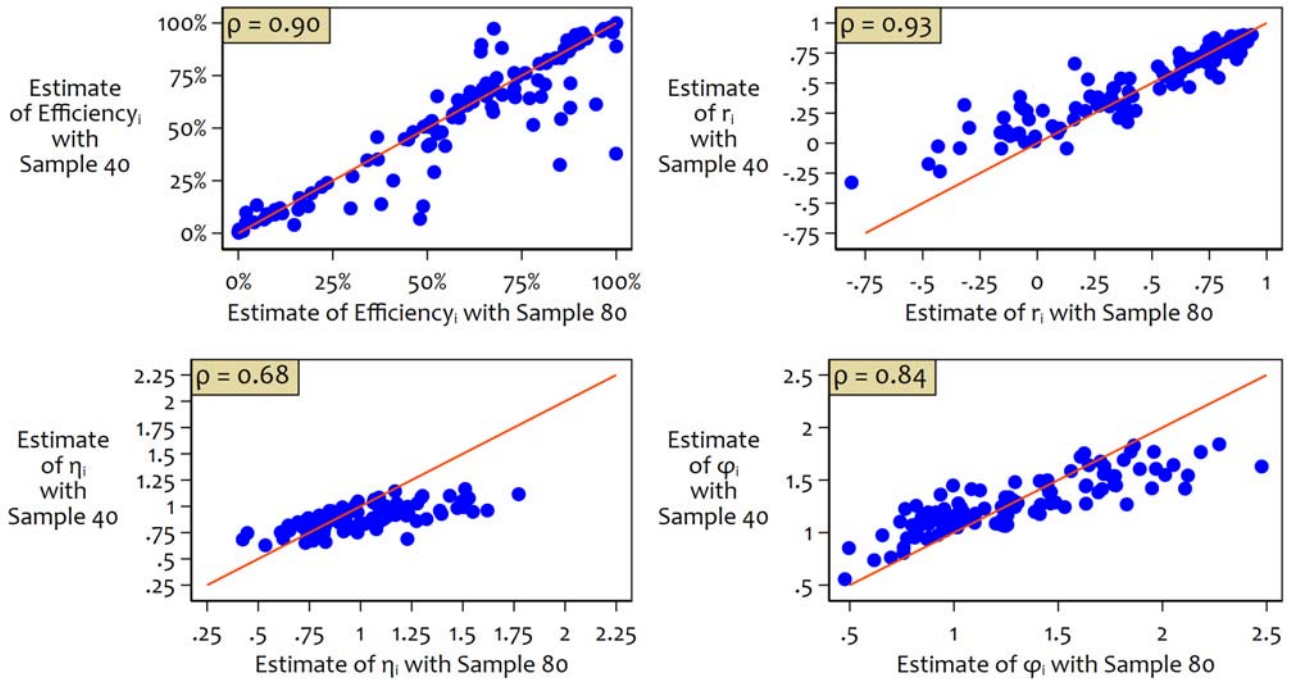 ρ = 0.90
Estimate
of Efficiencyᵢ
with
Sample 40
100%
75%
50%
25%
0%
0% 25% 50% 75% 100%
Estimate of Efficiencyᵢ with Sample 80
ρ = 0.93
Estimate
of rᵢ
with
Sample 40
1
.75
.5
.25
0
-.25
-.5
-.75
-.75 -.5 -.25 0 .25 .5 .75 1
Estimate of rᵢ with Sample 80
ρ = 0.68
Estimate
of ηᵢ
with
Sample 40
2.25
2
1.75
1.5
1.25
1
.75
.5
.25
.25 .5 .75 1 1.25 1.5 1.75 2 2.25
Estimate of ηᵢ with Sample 80
ρ = 0.84
Estimate
of φᵢ
with
Sample 40
2.5
2
1.5
1
.5
.5 1 1.5 2 2.5
Estimate of φᵢ with Sample 80